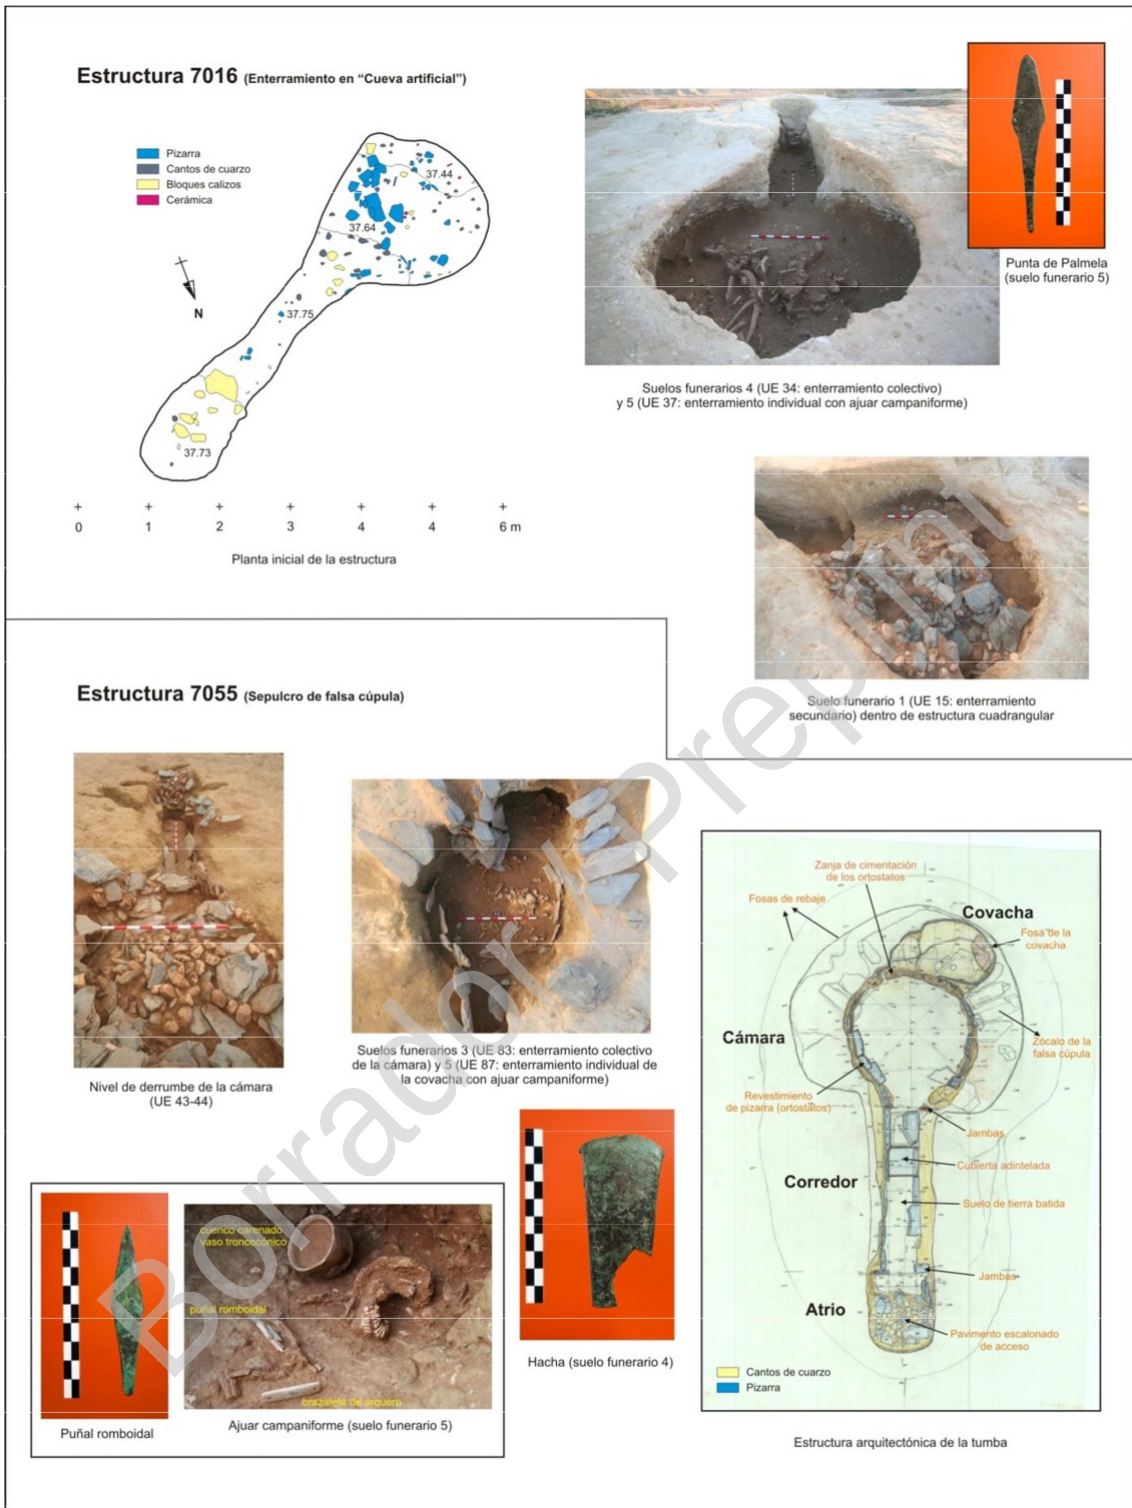 Estructura 7016 (Enterramiento en “Cueva artificial”)
Pizarra
Cantos de cuarzo
Bloques calizos
Cerámica
37.44
37.64
37.75
37.73
N
0 1 2 3 4 4 6 m
Planta inicial de la estructura
Punta de Palmela
(suelo funerario 5)
Suelos funerarios 4 (UE 34: enterramiento colectivo)
y 5 (UE 37: enterramiento individual con ajuar campaniforme)
Suelo funerario 1 (UE 15: enterramiento
secundario) dentro de estructura cuadrangular
Estructura 7055 (Sepulcro de falsa cúpula)
Nivel de derrumbe de la cámara
(UE 43-44)
Suelos funerarios 3 (UE 83: enterramiento colectivo
de la cámara) y 5 (UE 87: enterramiento individual de
la covacha con ajuar campaniforme)
Zanja de cimentación
de los ortostatos
Fosas de rebaje
Covacha
Fosa de la
covacha
Cámara
Zócalo de la
falsa cúpula
Revestimiento
de pizarra (ortostatos)
Jambas
Cubierta adintelada
Corredor
Suelo de tierra batida
Jambas
Atrio
Pavimento escalonado
de acceso
Cantos de cuarzo
Pizarra
Estructura arquitectónica de la tumba
Puñal romboidal
cuenco carenado
vaso troncocónico
puñal romboidal
brazalete de arquero
Ajuar campaniforme (suelo funerario 5)
Hacha (suelo funerario 4)
Borrador / Preprint